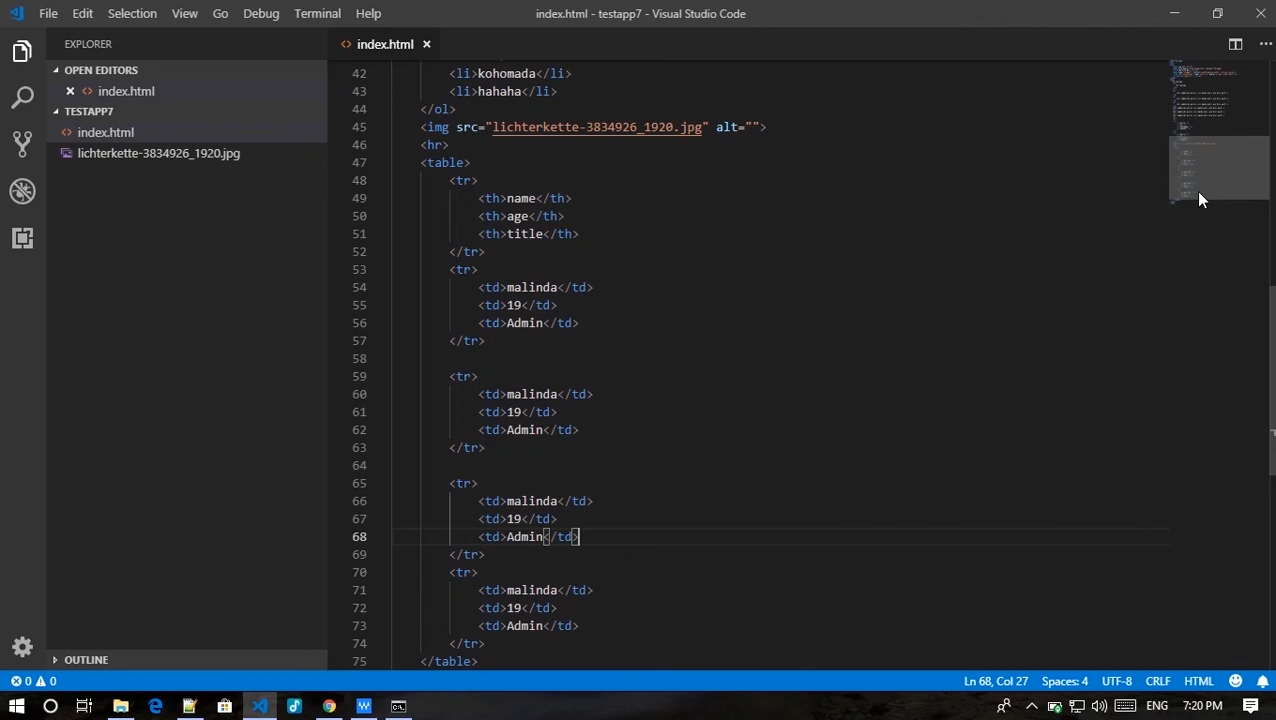 File Edit Selection View Go Debug Terminal Help
index.html - testapp7 - Visual Studio Code
EXPLORER
OPEN EDITORS
index.html
TESTAPP7
index.html
lichterkette-3834926_1920.jpg
OUTLINE
index.html
42 <li>kohomada</li>
43 <li>hahaha</li>
44 </ol>
45 <img src="lichterkette-3834926_1920.jpg" alt="">
46 <hr>
47 <table>
48 <tr>
49 <th>name</th>
50 <th>age</th>
51 <th>title</th>
52 </tr>
53 <tr>
54 <td>malinda</td>
55 <td>19</td>
56 <td>Admin</td>
57 </tr>
58
59 <tr>
60 <td>malinda</td>
61 <td>19</td>
62 <td>Admin</td>
63 </tr>
64
65 <tr>
66 <td>malinda</td>
67 <td>19</td>
68 <td>Admin</td>
69 </tr>
70 <tr>
71 <td>malinda</td>
72 <td>19</td>
73 <td>Admin</td>
74 </tr>
75 </table>
0 0
Ln 68, Col 27 Spaces: 4 UTF-8 CRLF HTML
ENG 7:20 PM